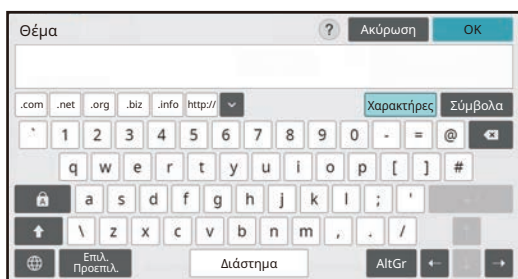 Θέμα ? Ακύρωση OK
.com .net .org .biz .info http:// Χαρακτήρες Σύμβολα
` 1 2 3 4 5 6 7 8 9 0 - = @
q w e r t y u i o p [ ] #
A a s d f g h j k l ; '
\ z x c v b n m , . /
Επιλ.
Προεπιλ. Διάστημα AltGr ← →